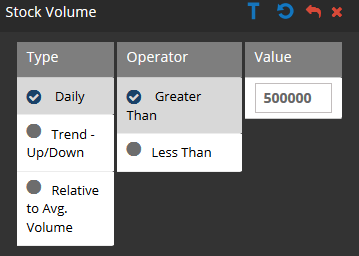 Stock Volume
Type Operator Value
Daily
Trend -
Up/Down
Relative
to Avg.
Volume
Greater
Than
Less Than
500000